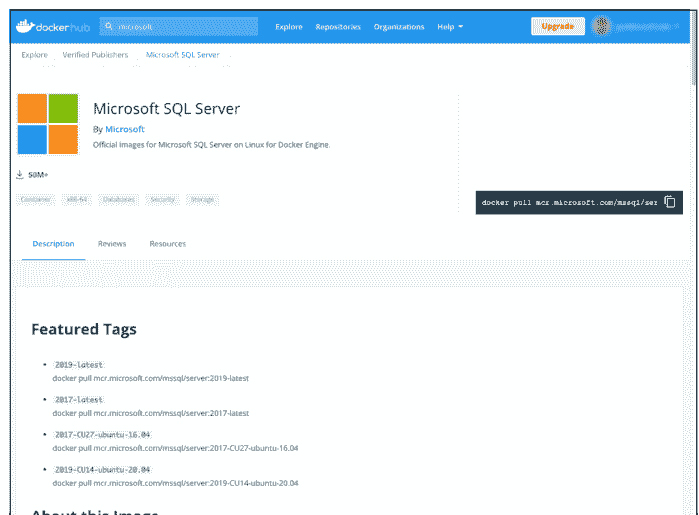 dockerhub
microsoft
Explore
Repositories
Organizations
Help
Upgrade
Explore
Verified Publishers
Microsoft SQL Server
Microsoft SQL Server
By Microsoft
Official Images for Microsoft SQL Server on Linux for Docker Engine.
50M+
Container
x86-64
Databases
Security
Storage
docker pull mcr.microsoft.com/mssql/ser
Description
Reviews
Resources
Featured Tags
2019-latest
docker pull mcr.microsoft.com/mssql/server:2019-latest
2017-latest
docker pull mcr.microsoft.com/mssql/server:2017-latest
2017-CU27-ubuntu-16.04
docker pull mcr.microsoft.com/mssql/server:2017-CU27-ubuntu-16.04
2019-CU14-ubuntu-20.04
docker pull mcr.microsoft.com/mssql/server:2019-CU14-ubuntu-20.04
About this Image